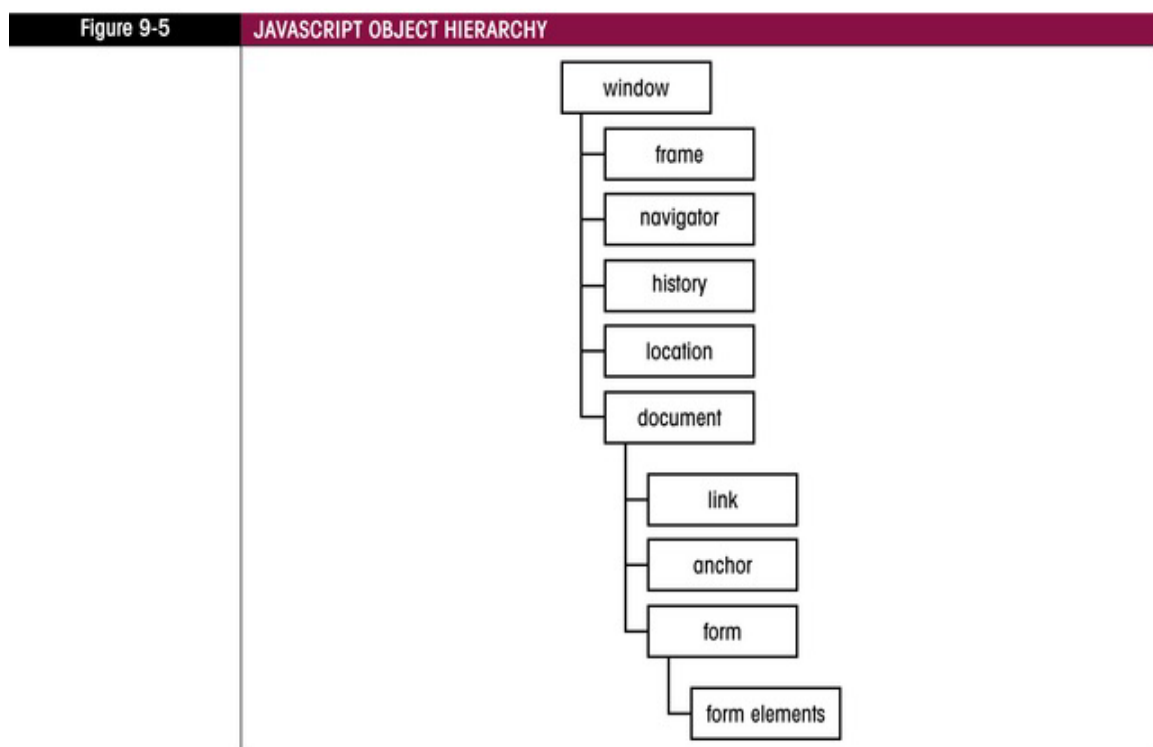 Figure 9-5 JAVASCRIPT OBJECT HIERARCHY
window
frame
navigator
history
location
document
link
anchor
form
form elements